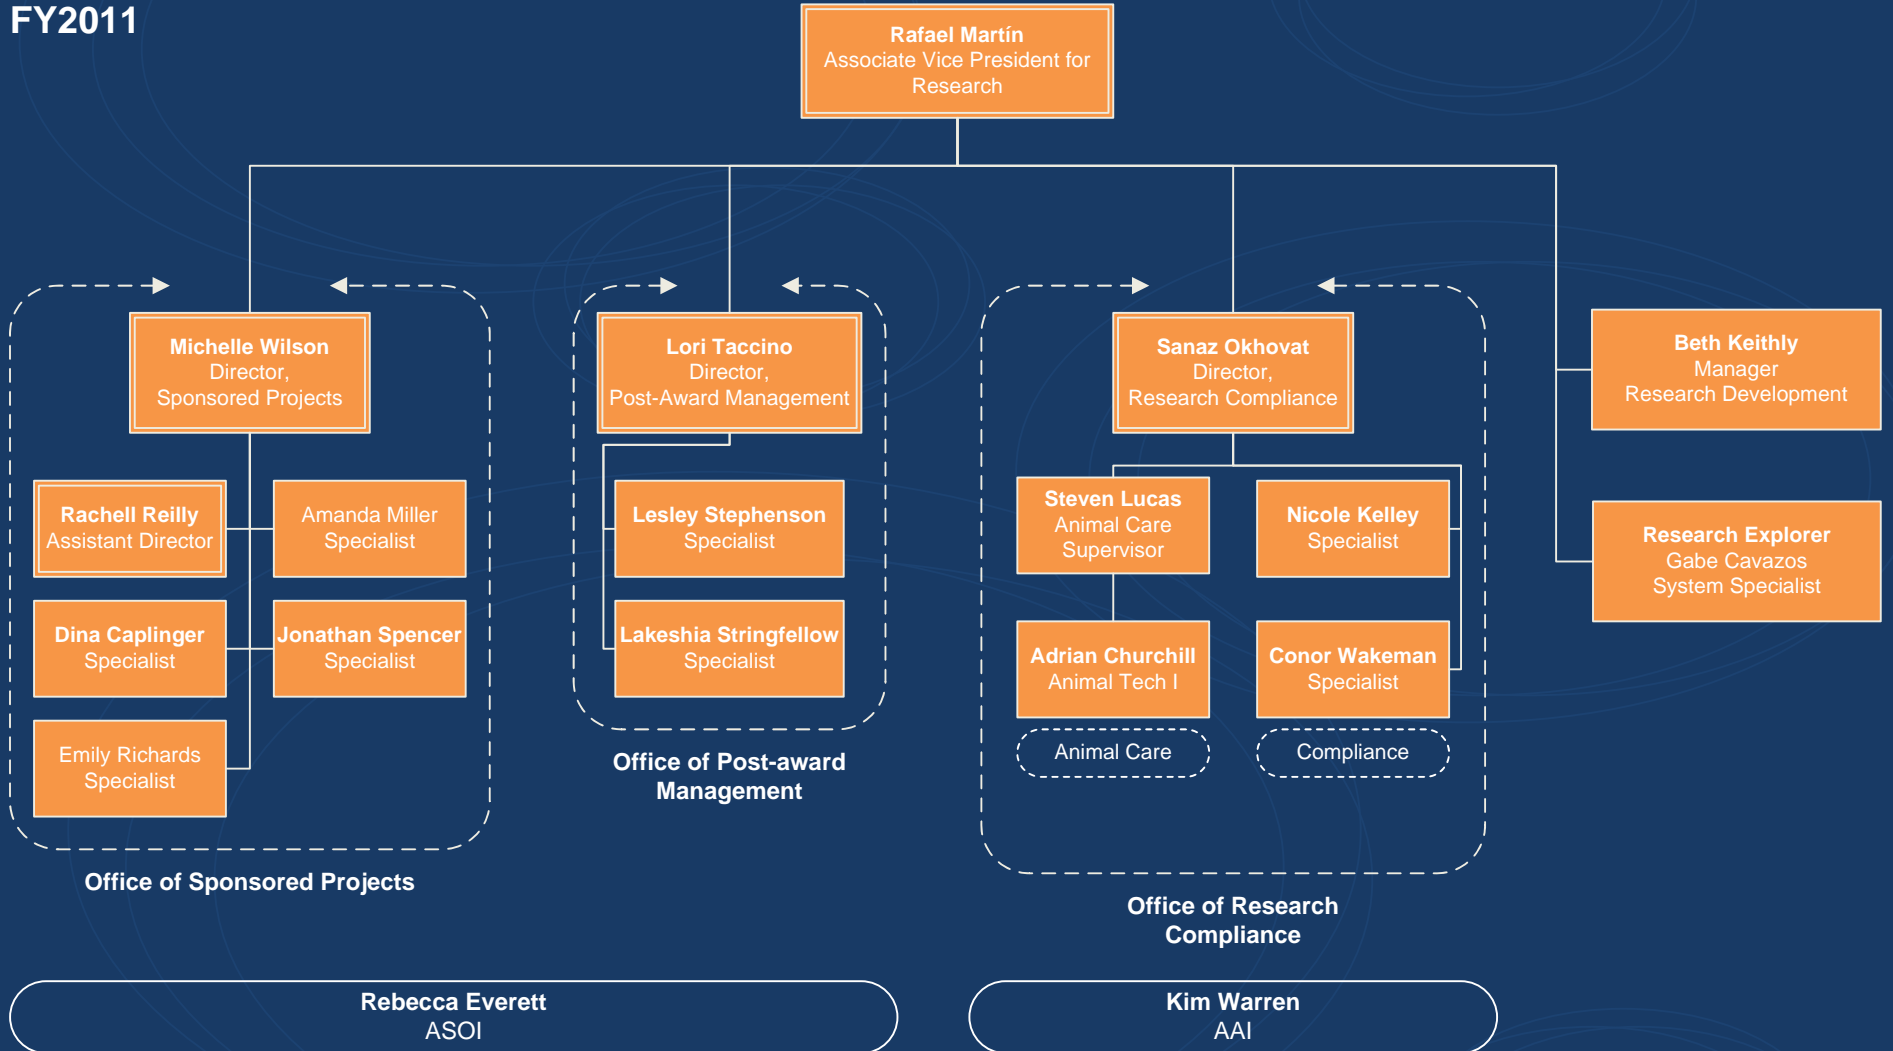 FY2011
Rafael Martín
Associate Vice President for
Research
Michelle Wilson
Director,
Sponsored Projects
Lori Taccino
Director,
Post-Award Management
Sanaz Okhovat
Director,
Research Compliance
Beth Keithly
Manager
Research Development
Rachell Reilly
Assistant Director
Amanda Miller
Specialist
Dina Caplinger
Specialist
Jonathan Spencer
Specialist
Emily Richards
Specialist
Office of Sponsored Projects
Lesley Stephenson
Specialist
Lakeshia Stringfellow
Specialist
Office of Post-award
Management
Steven Lucas
Animal Care
Supervisor
Nicole Kelley
Specialist
Adrian Churchill
Animal Tech I
Conor Wakeman
Specialist
Animal Care
Compliance
Office of Research
Compliance
Research Explorer
Gabe Cavazos
System Specialist
Rebecca Everett
ASOI
Kim Warren
AAI